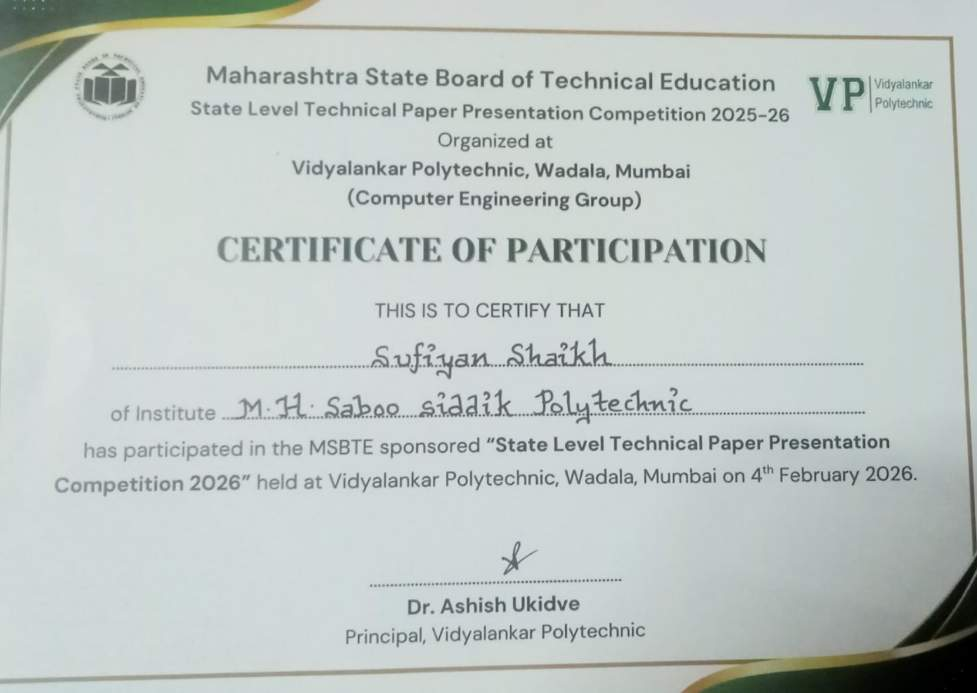 Maharashtra State Board of Technical Education
State Level Technical Paper Presentation Competition 2025-26
VP Vidyalankar
Polytechnic
Organized at
Vidyalankar Polytechnic, Wadala, Mumbai
(Computer Engineering Group)
CERTIFICATE OF PARTICIPATION
THIS IS TO CERTIFY THAT
Sufiyan Shaikh
of Institute M.H. Saboo siddik Polytechnic
has participated in the MSBTE sponsored “State Level Technical Paper Presentation
Competition 2026” held at Vidyalankar Polytechnic, Wadala, Mumbai on 4th February 2026.
Dr. Ashish Ukidve
Principal, Vidyalankar Polytechnic